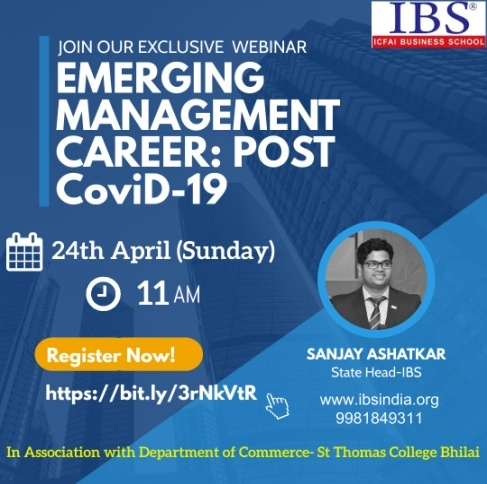 IBS®
ICFAI BUSINESS SCHOOL
JOIN OUR EXCLUSIVE WEBINAR
EMERGING
MANAGEMENT
CAREER: POST
CoviD-19
24th April (Sunday)
11 AM
Register Now!
https://bit.ly/3rNkVtR
SANJAY ASHATKAR
State Head-IBS
www.ibsindia.org
9981849311
In Association with Department of Commerce- St Thomas College Bhilai